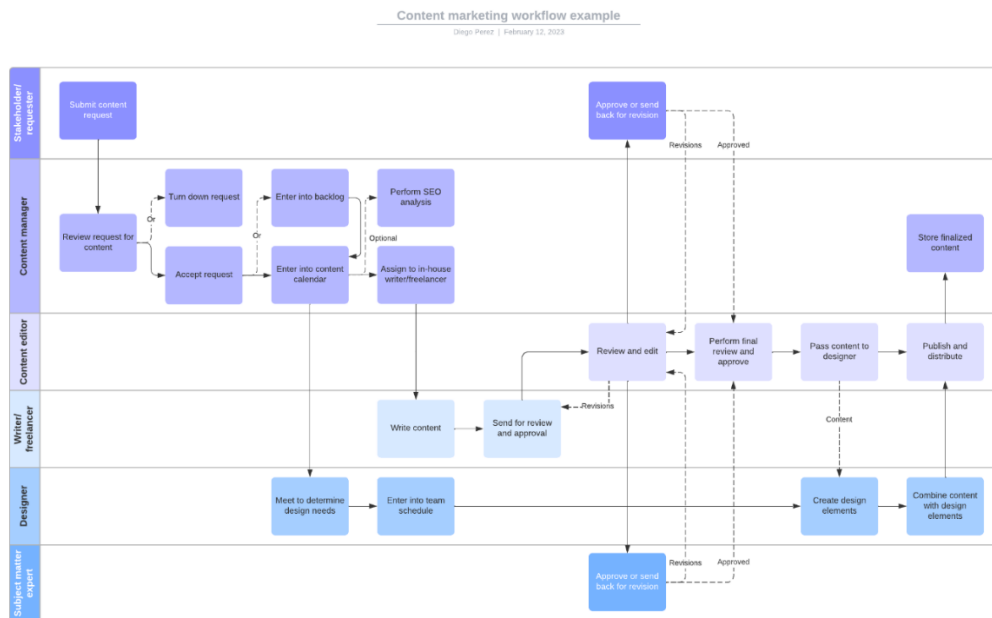 Content marketing workflow example
Diego Perez | February 12, 2023
Stakeholder/
requester
Submit content
request
Approve or send
back for revision
Revisions
Approved
Content manager
Turn down request
Enter into backlog
Perform SEO
analysis
Or
Or
Optional
Review request for
content
Store finalized
content
Accept request
Enter into content
calendar
Assign to in-house
writer/freelancer
Content editor
Review and edit
Perform final
review and
approve
Pass content to
designer
Publish and
distribute
Revisions
Writer/
freelancer
Write content
Send for review
and approval
Content
Designer
Meet to determine
design needs
Enter into team
schedule
Create design
elements
Combine content
with design
elements
Subject matter
expert
Approve or send
back for revision
Revisions
Approved